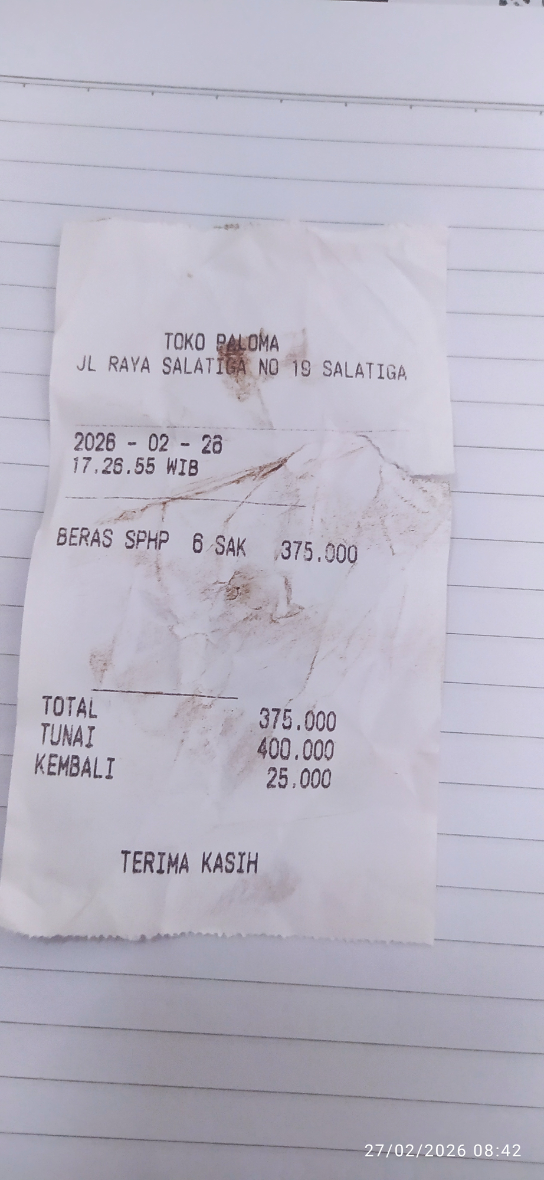 TOKO PALOMA
JL RAYA SALATIGA NO 19 SALATIGA
2026 - 02 - 26
17.26.55 WIB
BERAS SPHP 6 SAK 375.000
TOTAL 375.000
TUNAI 400.000
KEMBALI 25.000
TERIMA KASIH
27/02/2026 08:42